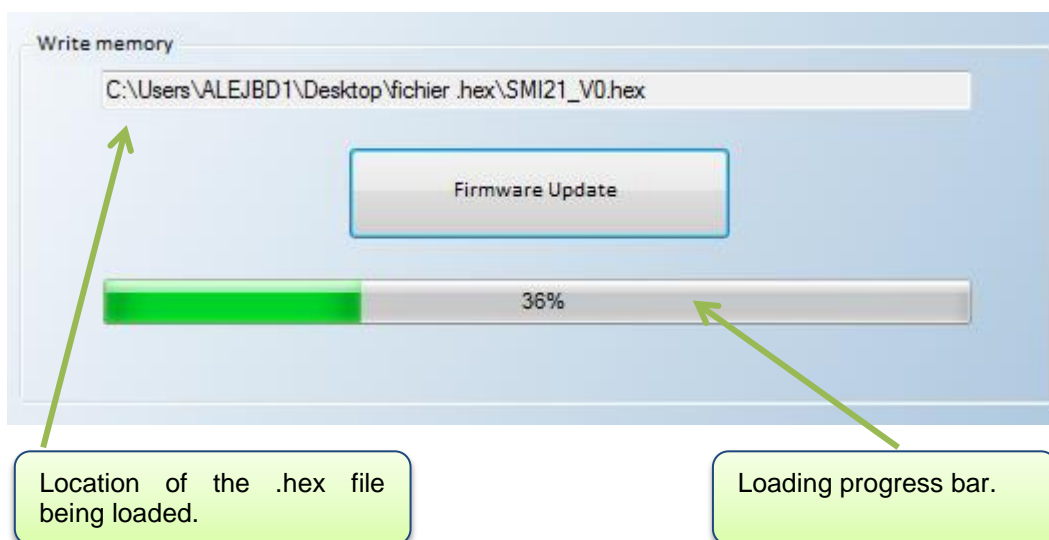 Write memory
C:\Users\ALEJBD1\Desktop\fichier .hex\SMI21_V0.hex
Firmware Update
36%
Location of the .hex file
being loaded.
Loading progress bar.